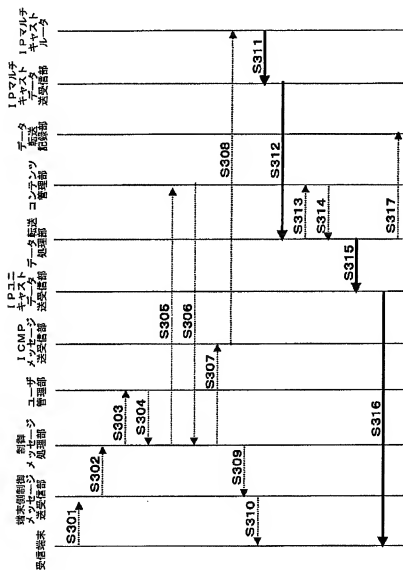 受信端末
端末側制御
メッセージ
送受信部
制御
メッセージ
処理部
ユーザ
管理部
ICMP
メッセージ
送受信部
IPユニ
キャスト
データ
送受信部
データ転送
処理部
コンテンツ
管理部
データ
転送
記録部
IPマルチ
キャスト
データ
送受信部
IPマルチ
キャスト
ルータ
S301
S302
S303
S304
S305
S306
S307
S308
S309
S310
S311
S312
S313
S314
S315
S316
S317